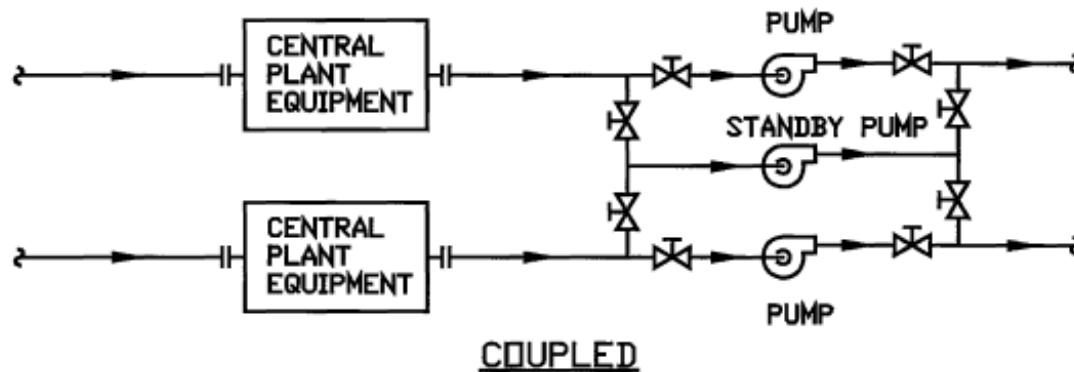 PUMP
CENTRAL
PLANT
EQUIPMENT
STANDBY PUMP
CENTRAL
PLANT
EQUIPMENT
PUMP
COUPLED